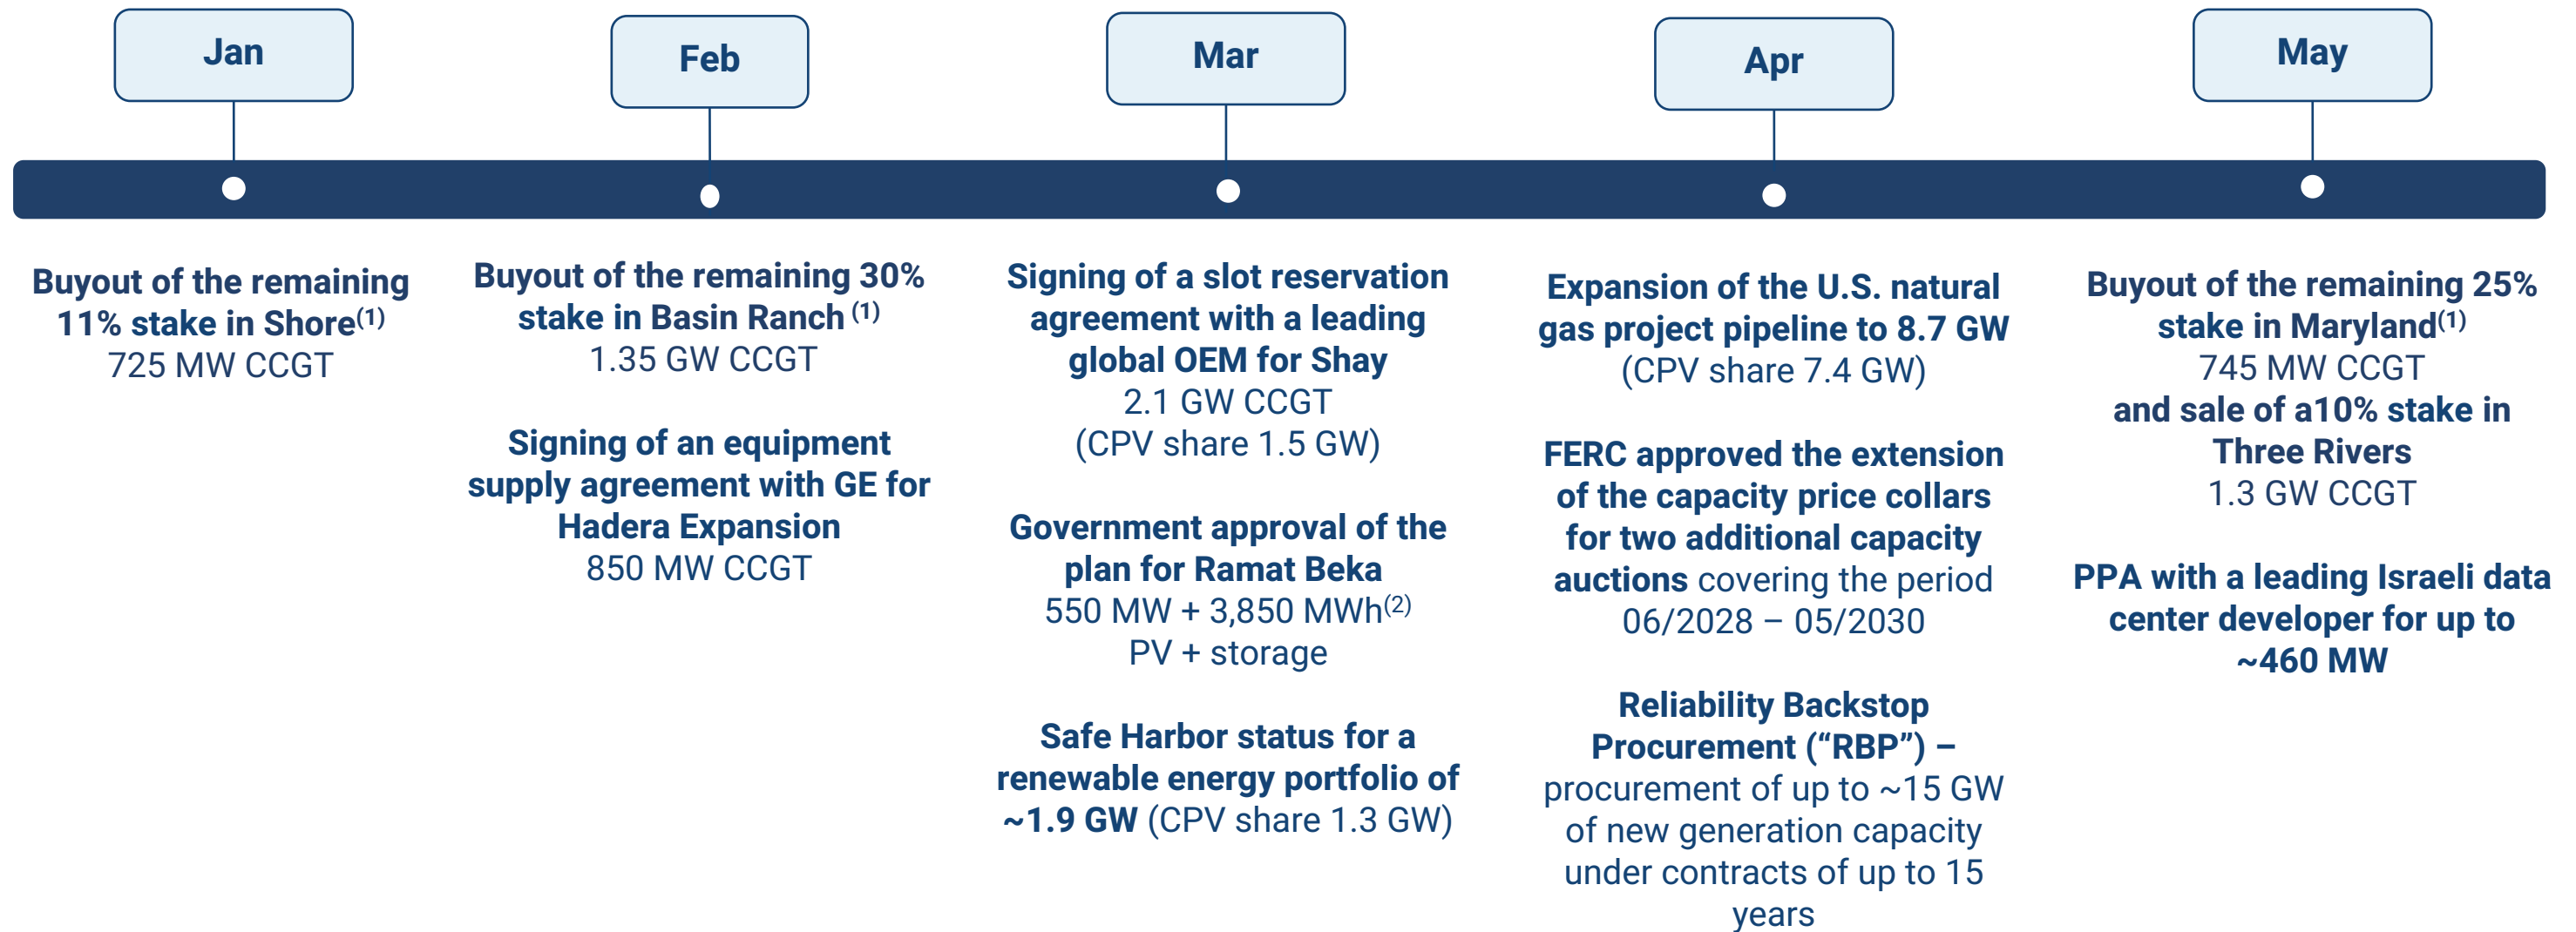 Jan
Feb
Mar
Apr
May
Buyout of the remaining
11% stake in Shore(1)
725 MW CCGT
Buyout of the remaining 30%
stake in Basin Ranch (1)
1.35 GW CCGT
Signing of an equipment
supply agreement with GE for
Hadera Expansion
850 MW CCGT
Signing of a slot reservation
agreement with a leading
global OEM for Shay
2.1 GW CCGT
(CPV share 1.5 GW)
Government approval of the
plan for Ramat Beka
550 MW + 3,850 MWh(2)
PV + storage
Safe Harbor status for a
renewable energy portfolio of
~1.9 GW (CPV share 1.3 GW)
Expansion of the U.S. natural
gas project pipeline to 8.7 GW
(CPV share 7.4 GW)
FERC approved the extension
of the capacity price collars
for two additional capacity
auctions covering the period
06/2028 – 05/2030
Reliability Backstop
Procurement (“RBP”) –
procurement of up to ~15 GW
of new generation capacity
under contracts of up to 15
years
Buyout of the remaining 25%
stake in Maryland(1)
745 MW CCGT
and sale of a10% stake in
Three Rivers
1.3 GW CCGT
PPA with a leading Israeli data
center developer for up to
~460 MW